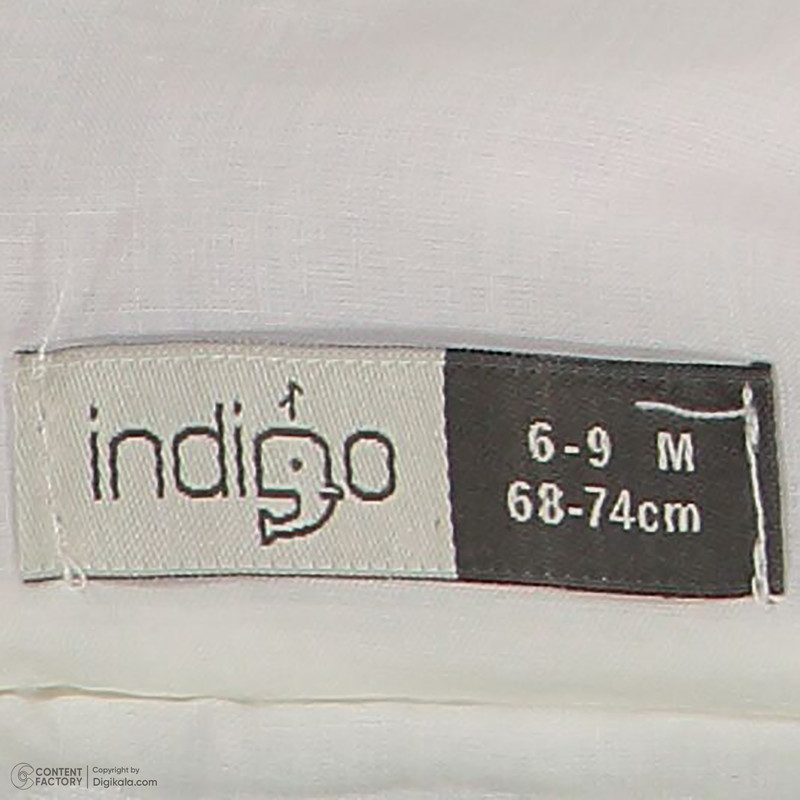 indigo
6-9 M
68-74cm
CONTENT FACTORY
Copyright by
Digikala.com